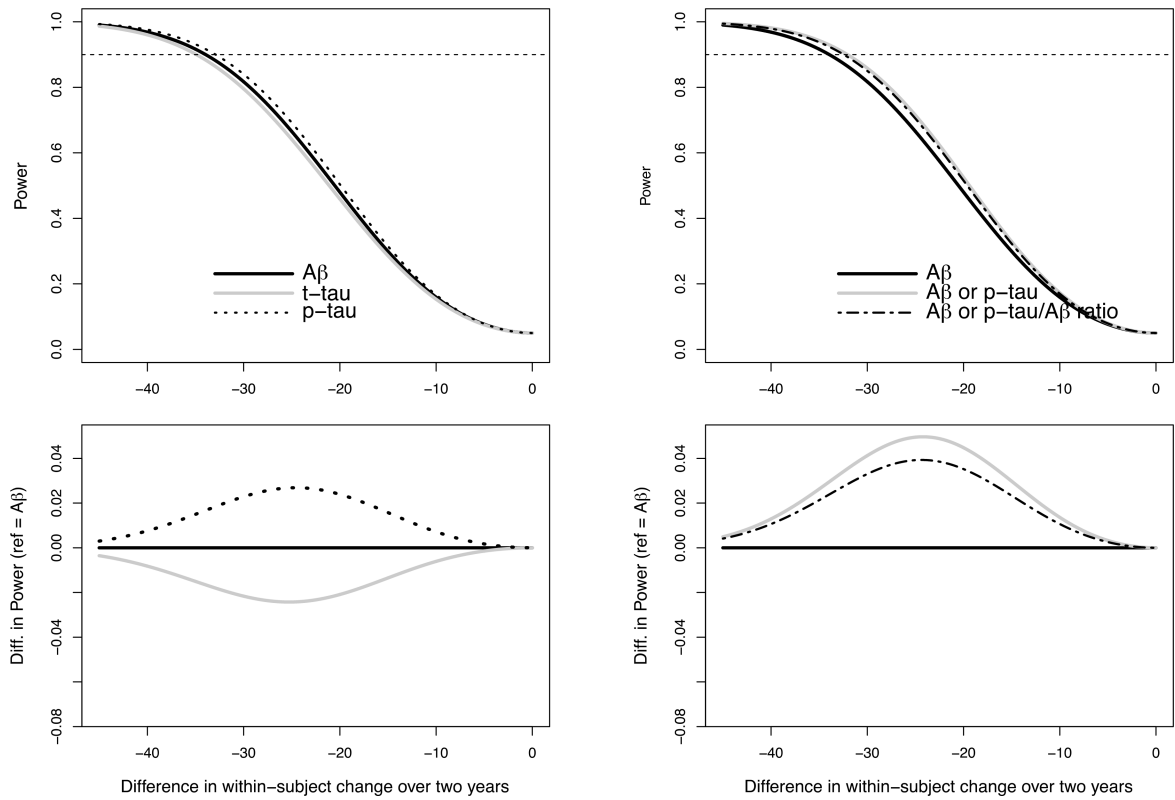 Power
1.0
0.8
0.6
0.4
0.2
0.0
Aβ
t−tau
p−tau
−40 −30 −20 −10 0
Power
1.0
0.8
0.6
0.4
0.2
0.0
Aβ
Aβ or p−tau
Aβ or p−tau/Aβ ratio
−40 −30 −20 −10 0
Diff. in Power (ref = Aβ)
0.04
0.02
0.00
−0.04
−0.08
−40 −30 −20 −10 0
Difference in within−subject change over two years
Diff. in Power (ref = Aβ)
0.04
0.02
0.00
−0.04
−0.08
−40 −30 −20 −10 0
Difference in within−subject change over two years